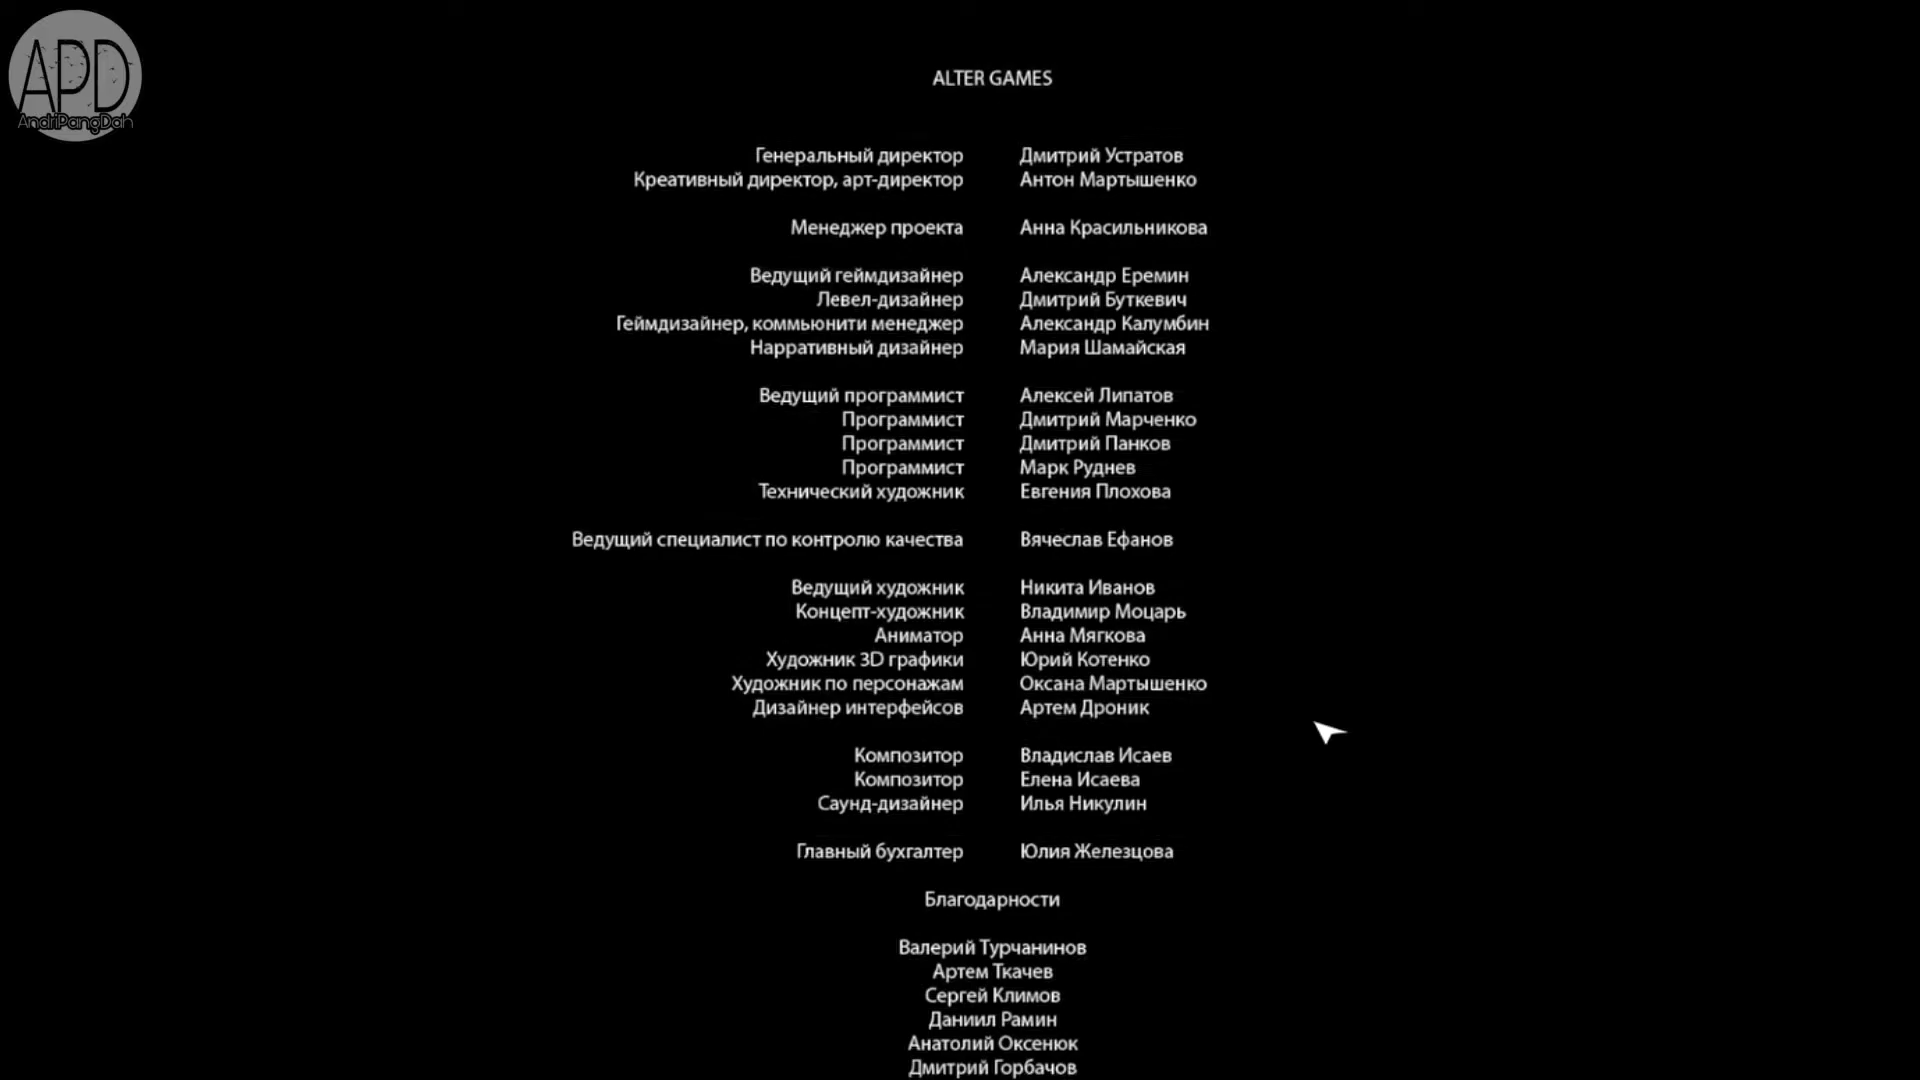 APD
AndriPangDah
ALTER GAMES
Генеральный директор Дмитрий Устратов
Креативный директор, арт-директор Антон Мартышенко
Менеджер проекта Анна Красильникова
Ведущий геймдизайнер Александр Еремин
Левел-дизайнер Дмитрий Буткевич
Геймдизайнер, коммьюнити менеджер Александр Калумбин
Нарративный дизайнер Мария Шамайская
Ведущий программист Алексей Липатов
Программист Дмитрий Марченко
Программист Дмитрий Панков
Программист Марк Руднев
Технический художник Евгения Плохова
Ведущий специалист по контролю качества Вячеслав Ефанов
Ведущий художник Никита Иванов
Концепт-художник Владимир Моцарь
Аниматор Анна Мягкова
Художник 3D графики Юрий Котенко
Художник по персонажам Оксана Мартышенко
Дизайнер интерфейсов Артем Дроник
Композитор Владислав Исаев
Композитор Елена Исаева
Саунд-дизайнер Илья Никулин
Главный бухгалтер Юлия Железцова
Благодарности
Валерий Турчанинов
Артем Ткачев
Сергей Климов
Даниил Рамин
Анатолий Оксенюк
Дмитрий Горбачов